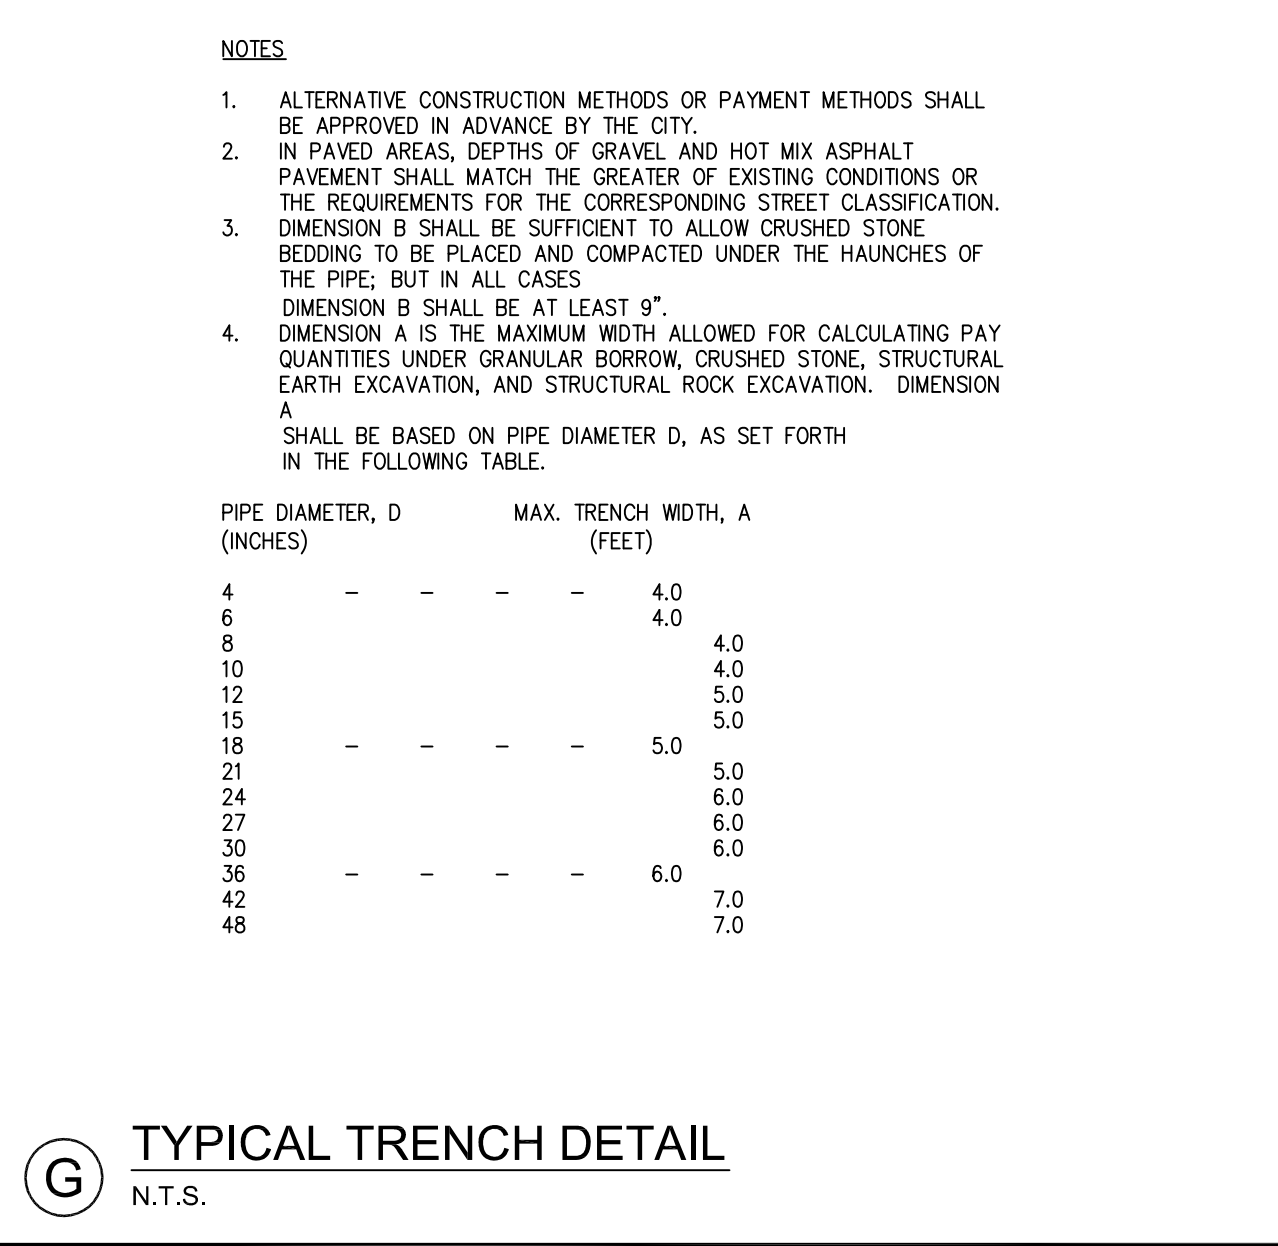 NOTES
1. ALTERNATIVE CONSTRUCTION METHODS OR PAYMENT METHODS SHALL
BE APPROVED IN ADVANCE BY THE CITY.
2. IN PAVED AREAS, DEPTHS OF GRAVEL AND HOT MIX ASPHALT
PAVEMENT SHALL MATCH THE GREATER OF EXISTING CONDITIONS OR
THE REQUIREMENTS FOR THE CORRESPONDING STREET CLASSIFICATION.
3. DIMENSION B SHALL BE SUFFICIENT TO ALLOW CRUSHED STONE
BEDDING TO BE PLACED AND COMPACTED UNDER THE HAUNCHES OF
THE PIPE; BUT IN ALL CASES
DIMENSION B SHALL BE AT LEAST 9".
4. DIMENSION A IS THE MAXIMUM WIDTH ALLOWED FOR CALCULATING PAY
QUANTITIES UNDER GRANULAR BORROW, CRUSHED STONE, STRUCTURAL
EARTH EXCAVATION, AND STRUCTURAL ROCK EXCAVATION. DIMENSION
A
SHALL BE BASED ON PIPE DIAMETER D, AS SET FORTH
IN THE FOLLOWING TABLE.
PIPE DIAMETER, D MAX. TRENCH WIDTH, A
(INCHES) (FEET)
4 - - - - 4.0
6 4.0
8 4.0
10 4.0
12 5.0
15 5.0
18 - - - - 5.0
21 5.0
24 6.0
27 6.0
30 6.0
36 - - - - 6.0
42 7.0
48 7.0
G TYPICAL TRENCH DETAIL
N.T.S.